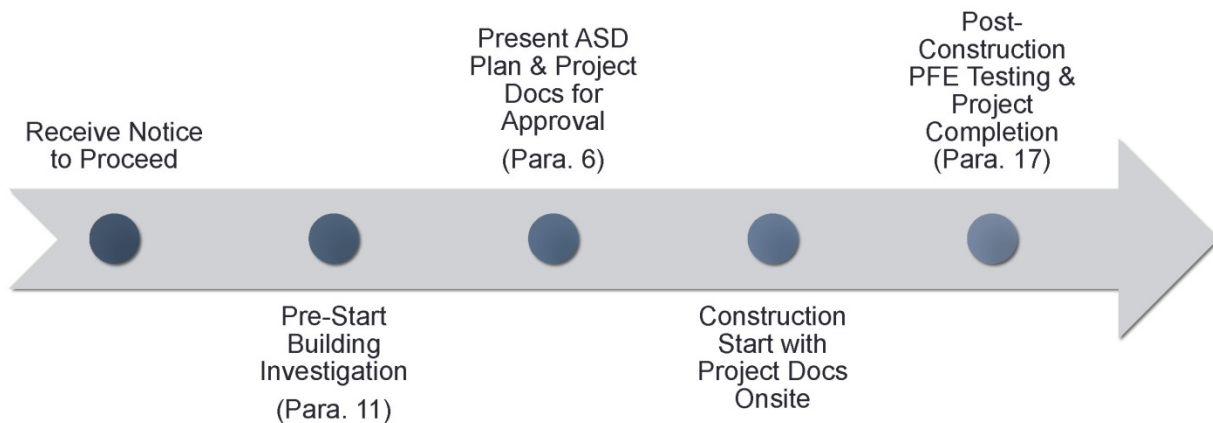 Receive Notice
to Proceed
Pre-Start
Building
Investigation
(Para. 11)
Present ASD
Plan & Project
Docs for
Approval
(Para. 6)
Construction
Start with
Project Docs
Onsite
Post-
Construction
PFE Testing &
Project
Completion
(Para. 17)